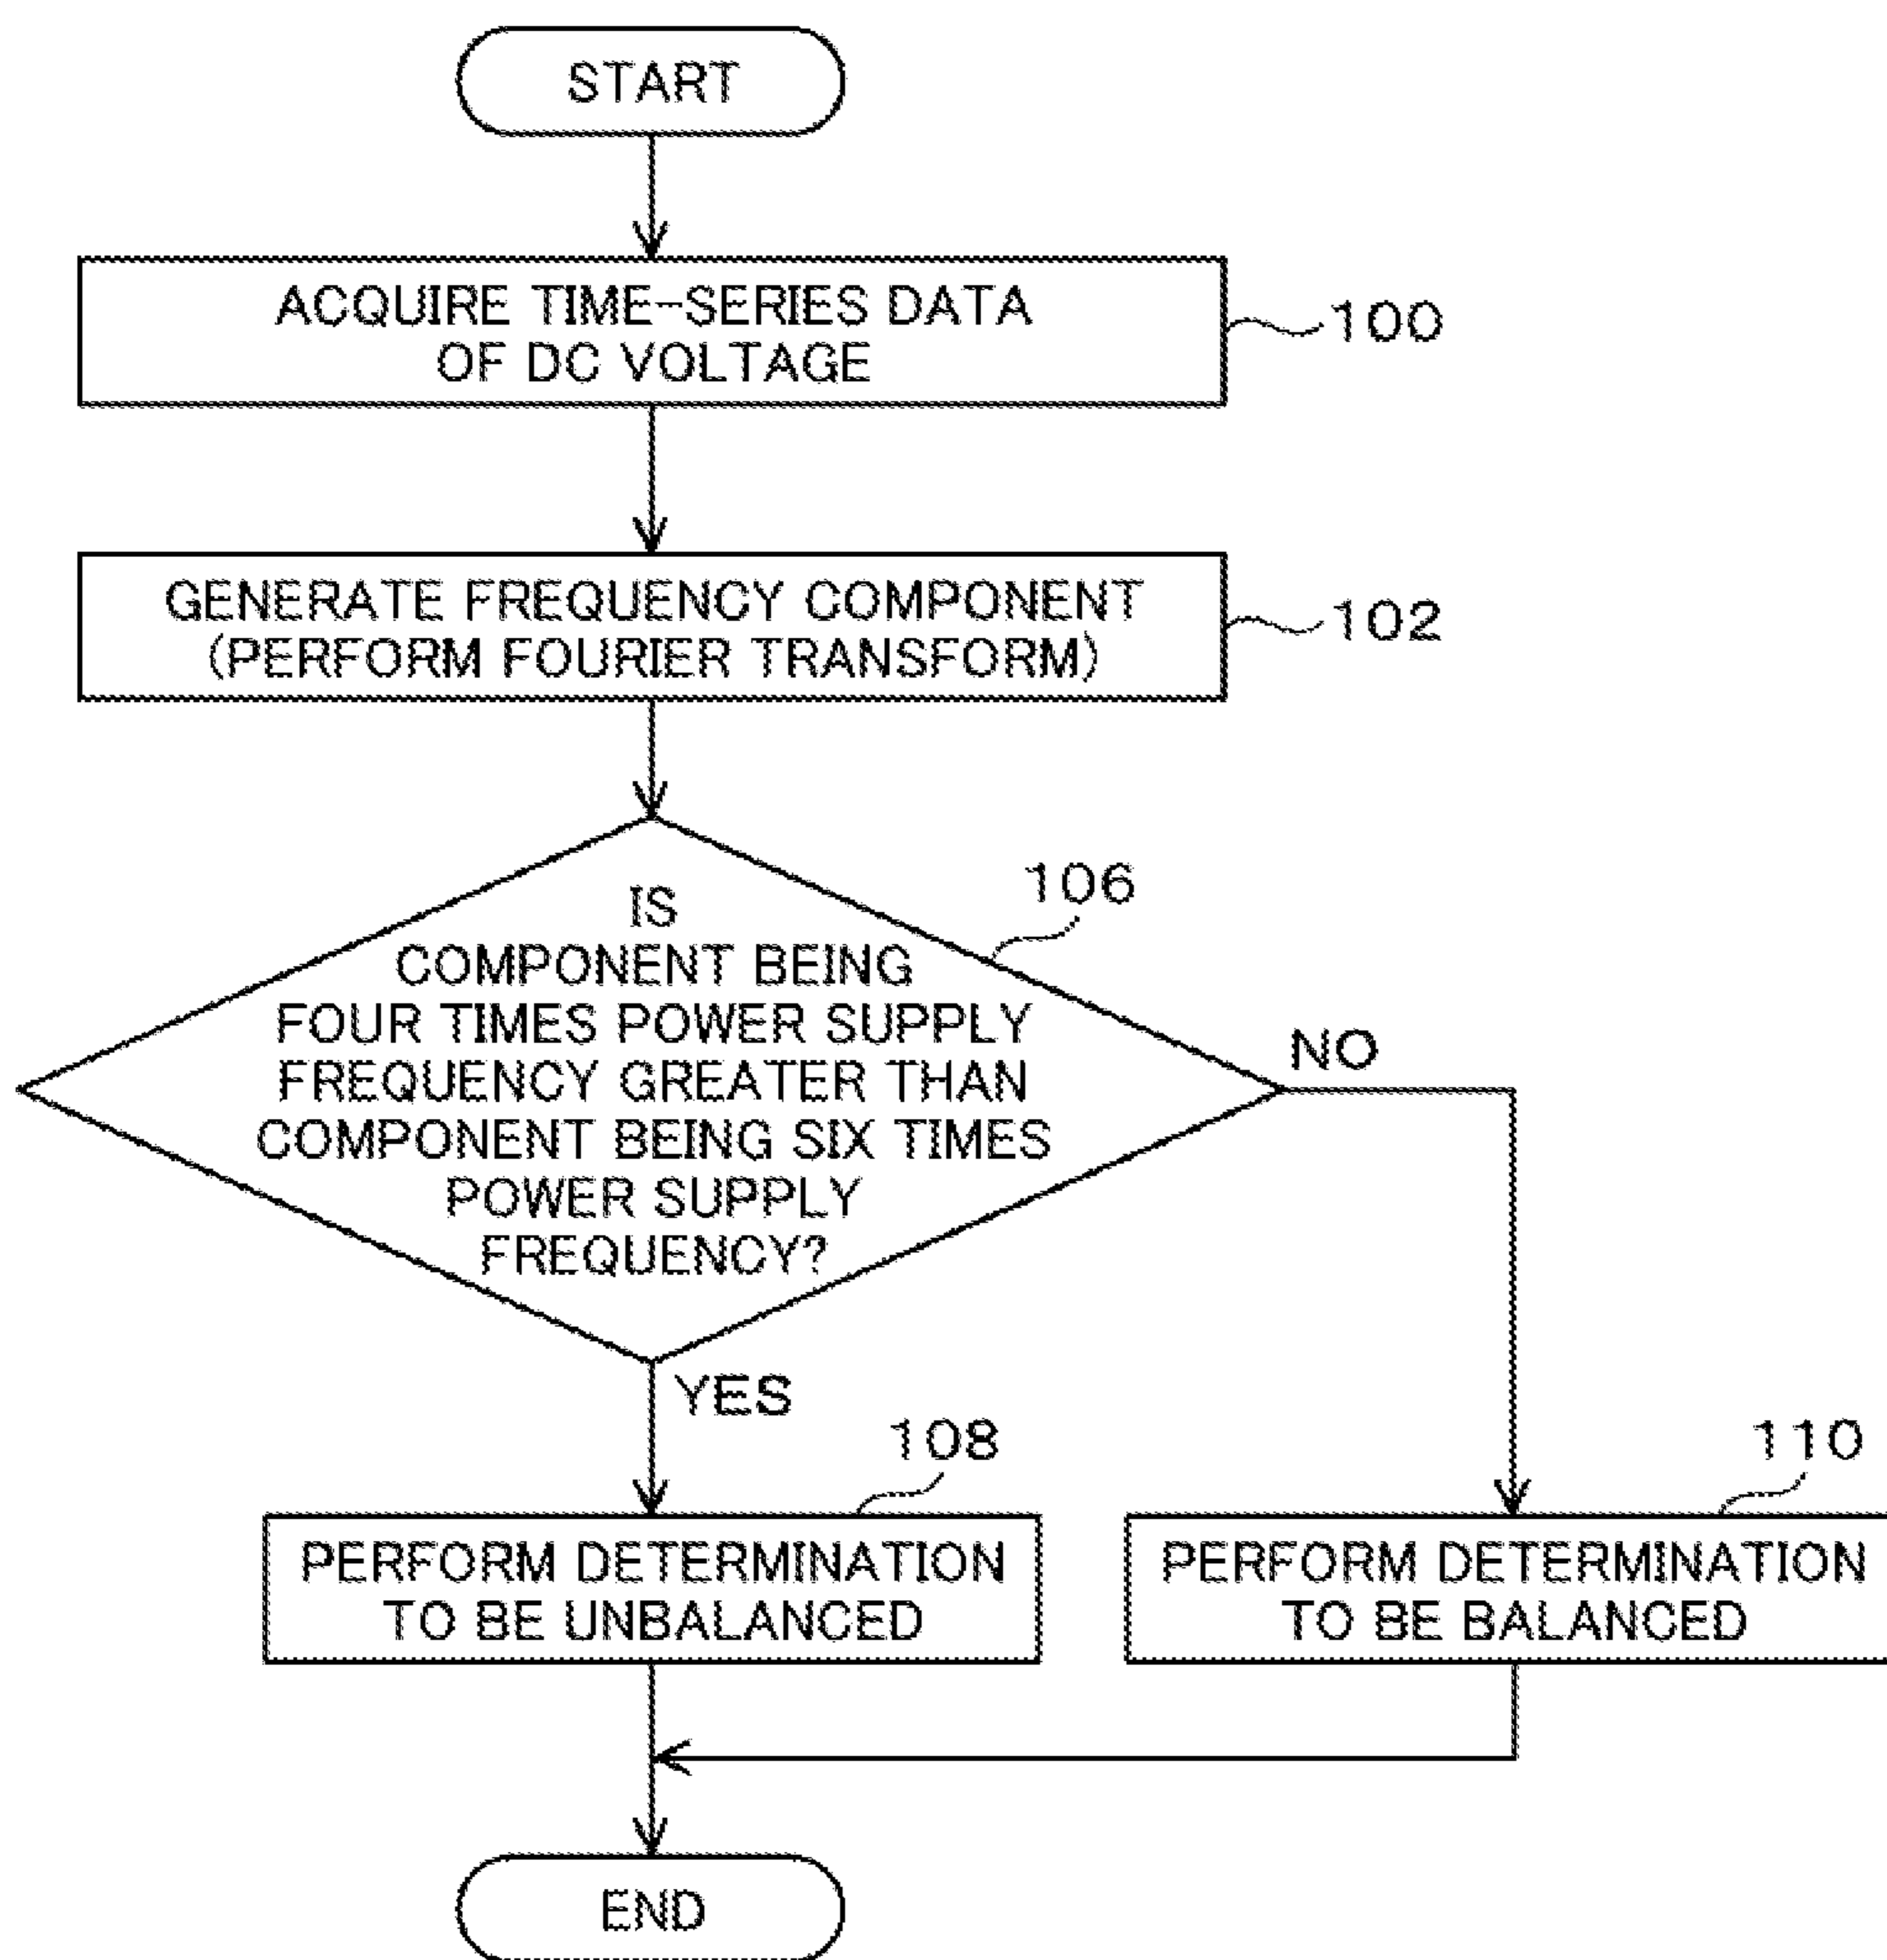 START
ACQUIRE TIME-SERIES DATA
OF DC VOLTAGE
100
GENERATE FREQUENCY COMPONENT
(PERFORM FOURIER TRANSFORM)
102
106
IS
COMPONENT BEING
FOUR TIMES POWER SUPPLY
FREQUENCY GREATER THAN
COMPONENT BEING SIX TIMES
POWER SUPPLY
FREQUENCY?
NO
YES
108
PERFORM DETERMINATION
TO BE UNBALANCED
110
PERFORM DETERMINATION
TO BE BALANCED
END